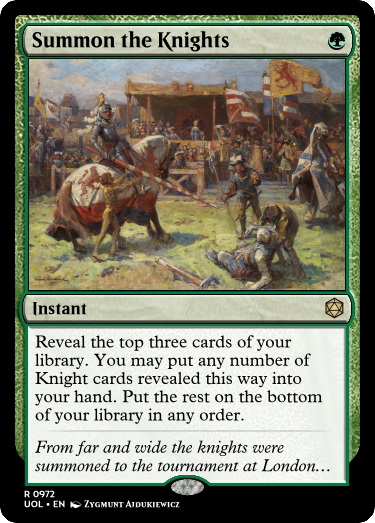 Summon the Knights
Instant
Reveal the top three cards of your
library. You may put any number of
Knight cards revealed this way into
your hand. Put the rest on the bottom
of your library in any order.
From far and wide the knights were
summoned to the tournament at London…
R 0972
UOL • EN Zygmunt Ajdukiewicz